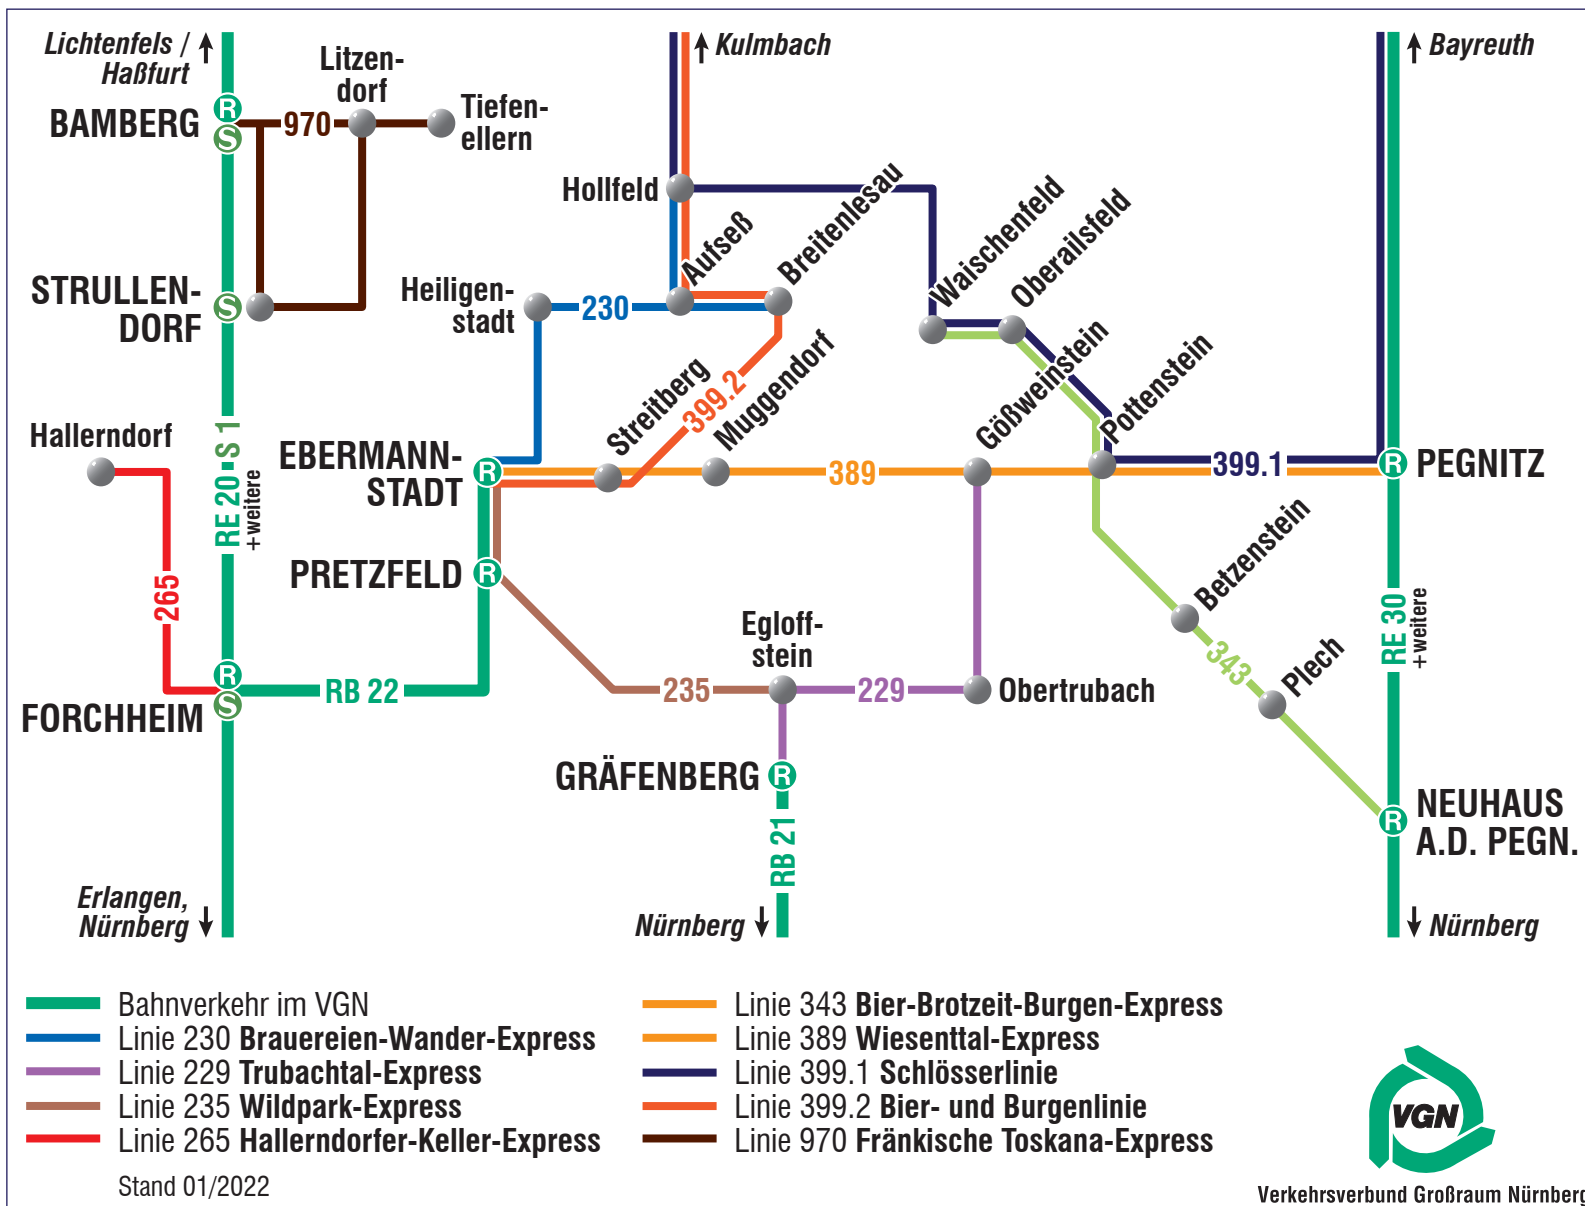 Lichtenfels /
Haßfurt
Kulmbach
Bayreuth
Litzen-
dorf
Tiefen-
ellern
BAMBERG
R
S
970
Hollfeld
Aufseß
Breitenlesau
Waischenfeld
Oberailsfeld
STRULLEN-
DORF
S
Heiligen-
stadt
230
Streitberg
399.2
Muggendorf
Gößweinstein
Pottenstein
Hallerndorf
RE 20 S 1
+weitere
EBERMANN-
STADT
R
389
399.1
R
PEGNITZ
265
PRETZFELD
R
Betzenstein
343
Plech
RE 30
+weitere
Egloff-
stein
R
S
FORCHHEIM
RB 22
235
229
Obertrubach
GRÄFENBERG
R
RB 21
R
NEUHAUS
A.D. PEGN.
Erlangen,
Nürnberg
Nürnberg
Nürnberg
Bahnverkehr im VGN
Linie 230 Brauereien-Wander-Express
Linie 229 Trubachtal-Express
Linie 235 Wildpark-Express
Linie 265 Hallerndorfer-Keller-Express
Linie 343 Bier-Brotzeit-Burgen-Express
Linie 389 Wiesenttal-Express
Linie 399.1 Schlösserlinie
Linie 399.2 Bier- und Burgenlinie
Linie 970 Fränkische Toskana-Express
Stand 01/2022
VGN
Verkehrsverbund Großraum Nürnberg